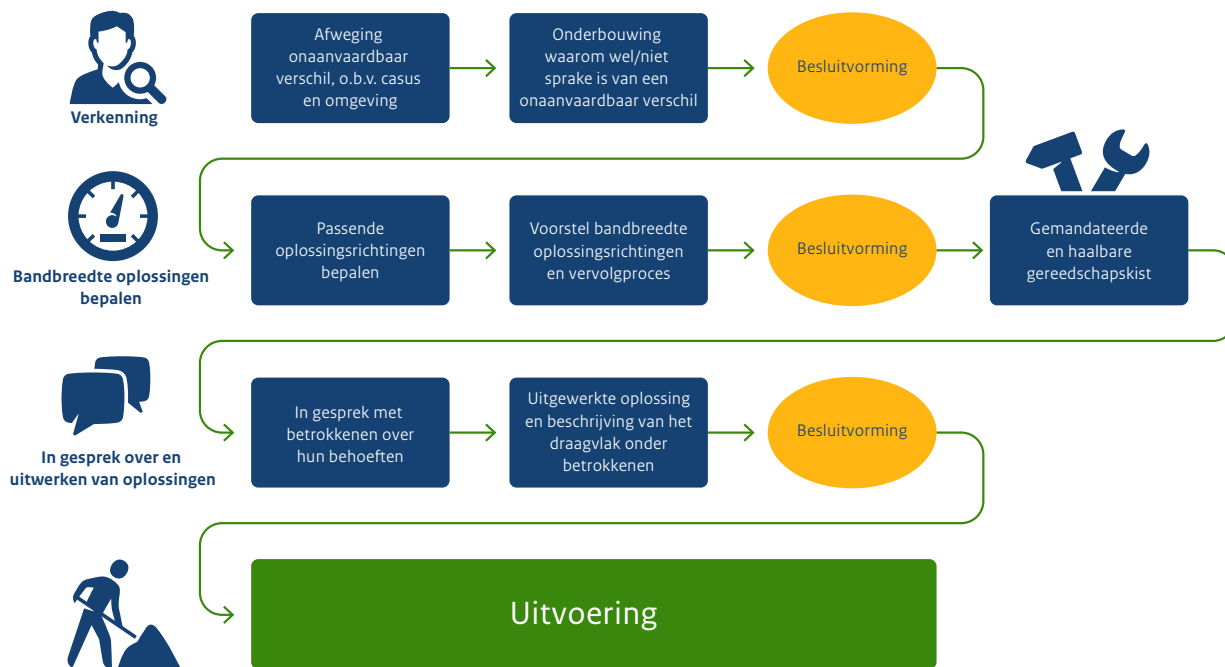 Verkenning
Afweging
onaanvaardbaar
verschil, o.b.v. casus
en omgeving
Onderbouwing
waarom wel/niet
sprake is van een
onaanvaardbaar verschil
Besluitvorming
Bandbreedte oplossingen
bepalen
Passende
oplossingsrichtingen
bepalen
Voorstel bandbreedte
oplossingsrichtingen
en vervolgproces
Besluitvorming
Gemandateerde
en haalbare
gereedschapskist
In gesprek over en
uitwerken van oplossingen
In gesprek met
betrokkenen over
hun behoeften
Uitgewerkte oplossing
en beschrijving van het
draagvlak onder
betrokkenen
Besluitvorming
Uitvoering